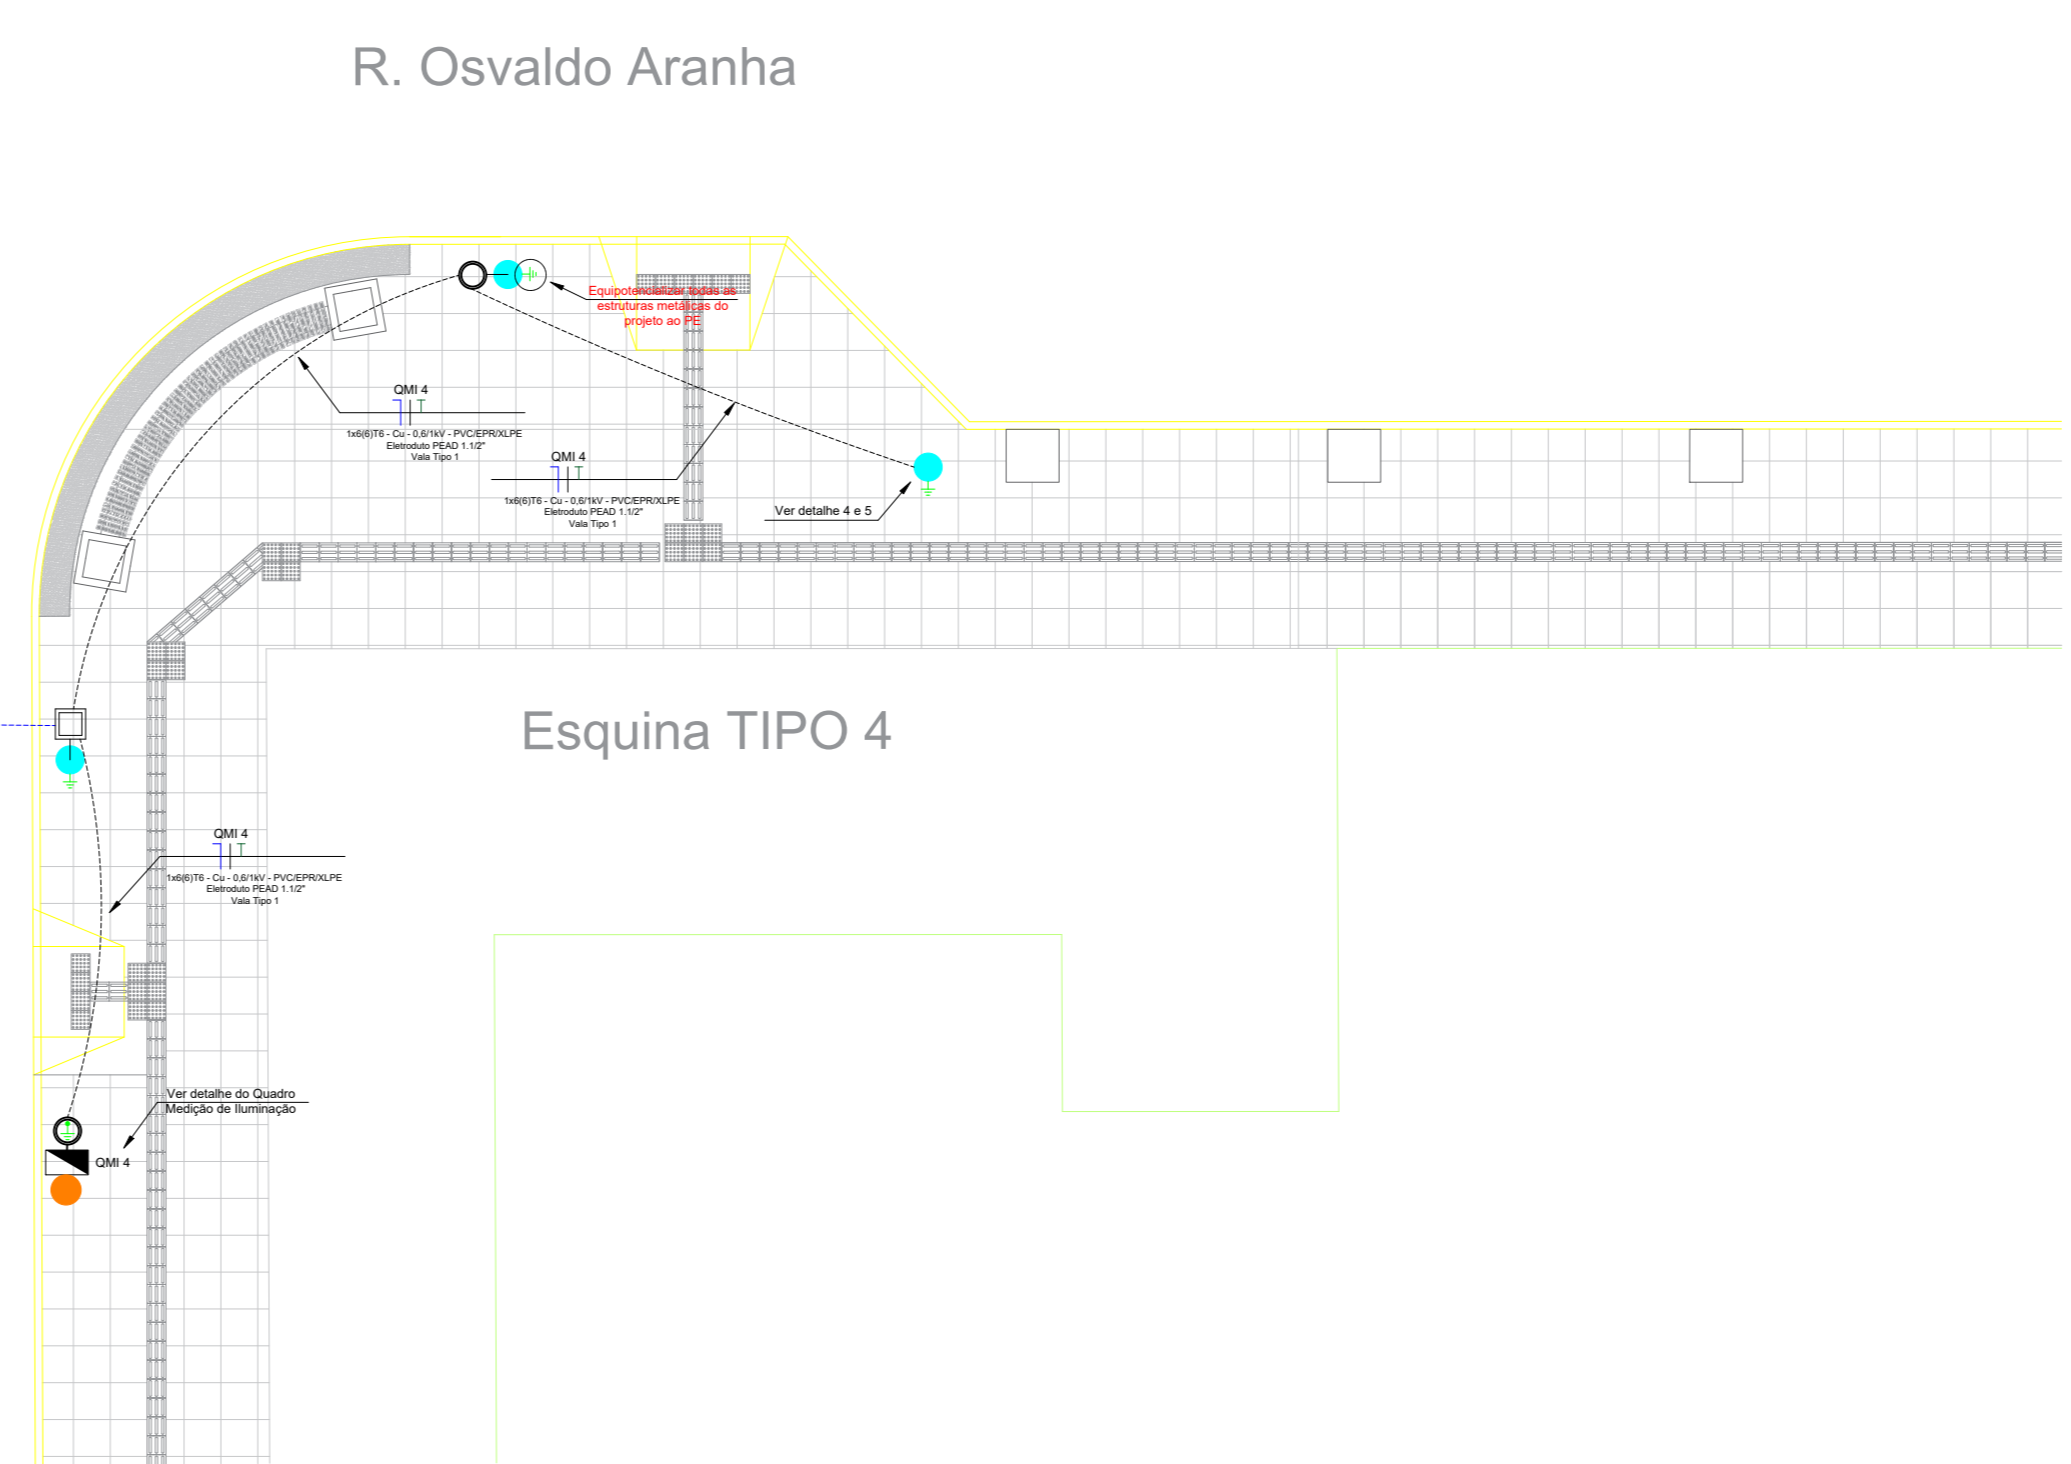 R. Osvaldo Aranha
Equipotencializar todas as
estruturas metálicas do
projeto ao PE
QMI 4
1x6(6)T6 - Cu - 0,6/1kV - PVC/EPR/XLPE
Eletroduto PEAD 1.1/2"
Vala Tipo 1
QMI 4
1x6(6)T6 - Cu - 0,6/1kV - PVC/EPR/XLPE
Eletroduto PEAD 1.1/2"
Vala Tipo 1
Ver detalhe 4 e 5
Esquina TIPO 4
QMI 4
1x6(6)T6 - Cu - 0,6/1kV - PVC/EPR/XLPE
Eletroduto PEAD 1.1/2"
Vala Tipo 1
Ver detalhe do Quadro
Medição de Iluminação
QMI 4